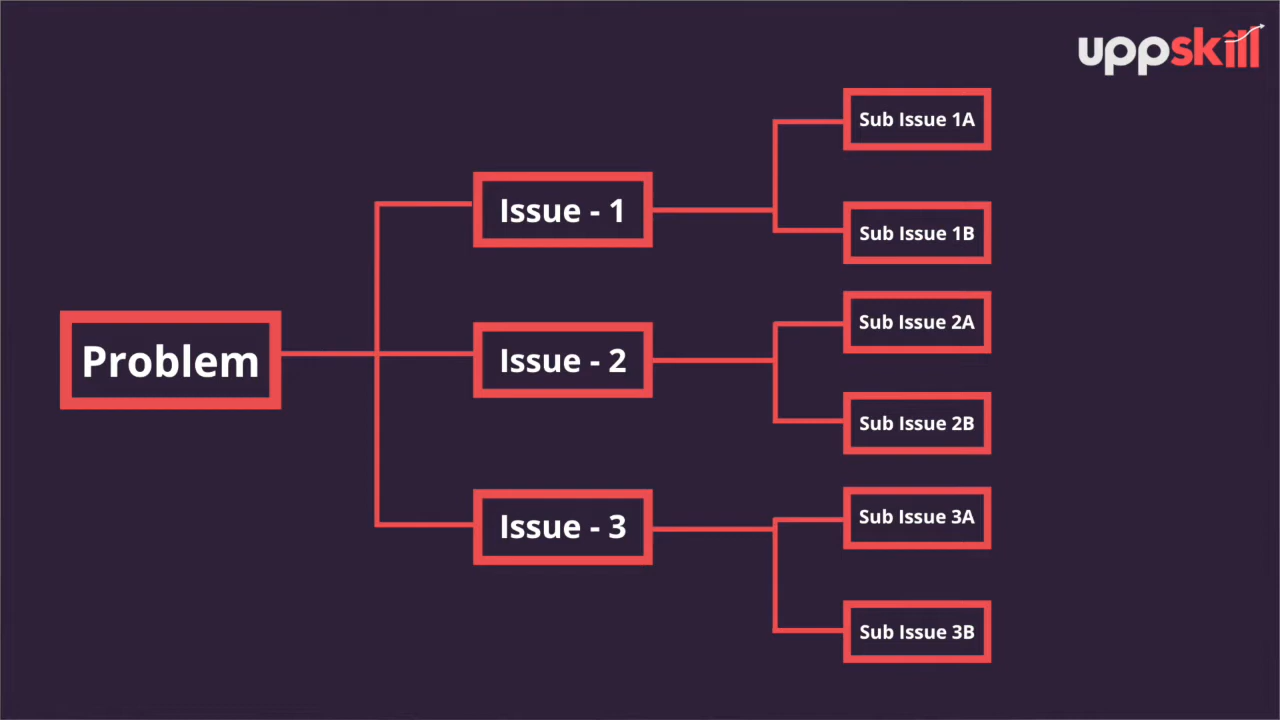 uppskill
Problem
Issue - 1
Sub Issue 1A
Sub Issue 1B
Issue - 2
Sub Issue 2A
Sub Issue 2B
Issue - 3
Sub Issue 3A
Sub Issue 3B